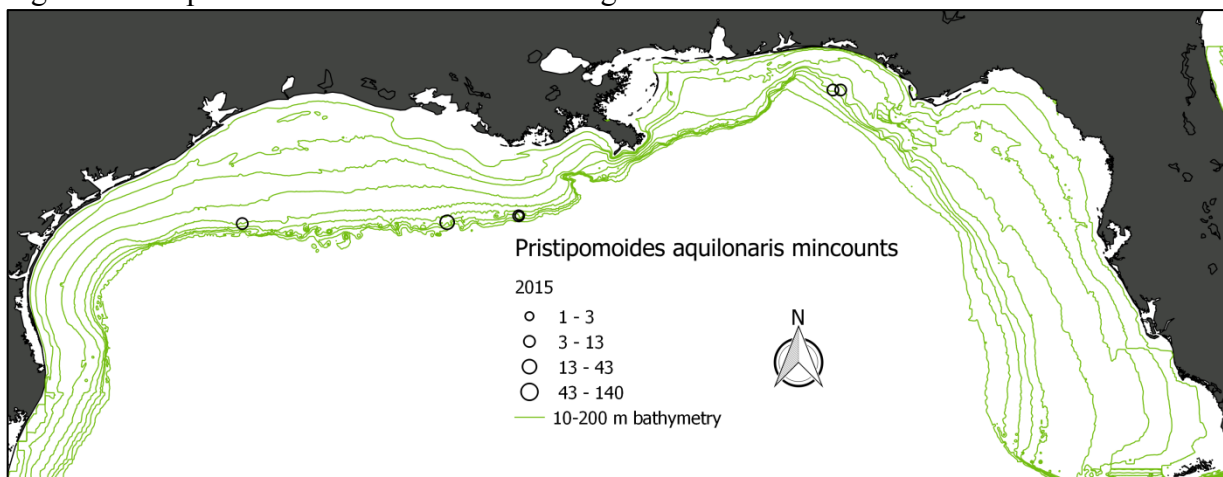 Pristipomoides aquilonaris mincounts
2015
1 - 3
3 - 13
13 - 43
43 - 140
10-200 m bathymetry
N